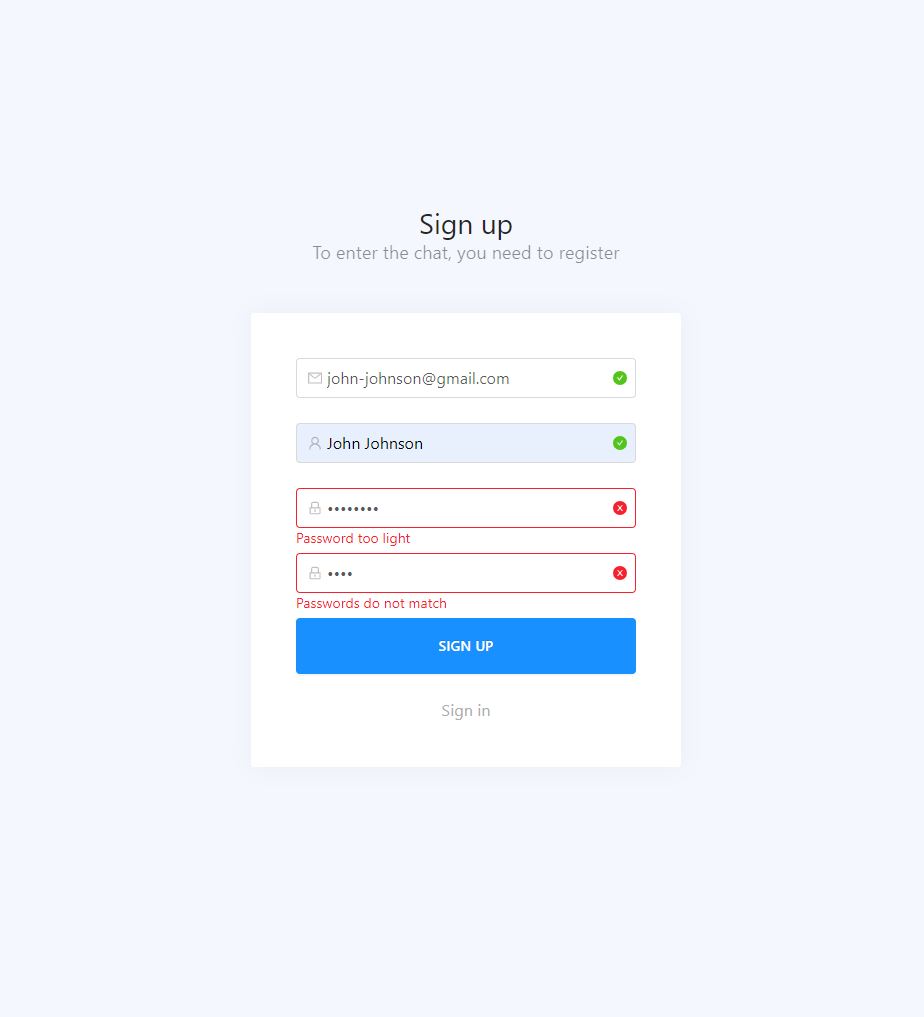 Sign up
To enter the chat, you need to register
john-johnson@gmail.com
John Johnson
••••••••
Password too light
••••
Passwords do not match
SIGN UP
Sign in